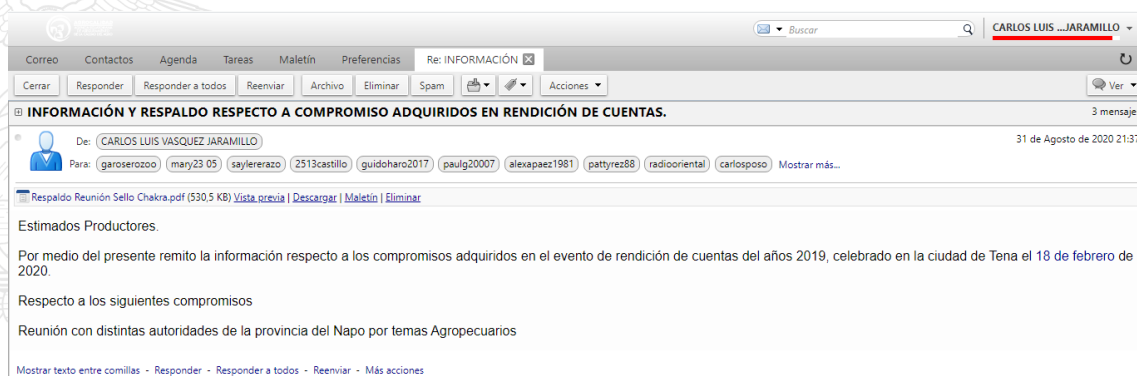 Buscar
CARLOS LUIS ...JARAMILLO
Correo Contactos Agenda Tareas Maletín Preferencias Re: INFORMACIÓN
Cerrar Responder Responder a todos Reenviar Archivo Eliminar Spam Acciones Ver
INFORMACIÓN Y RESPALDO RESPECTO A COMPROMISO ADQUIRIDOS EN RENDICIÓN DE CUENTAS. 3 mensaje
De: CARLOS LUIS VASQUEZ JARAMILLO 31 de Agosto de 2020 21:37
Para: garoserozoo mary23 05 saylererazo 2513castillo guidoharo2017 paulg20007 alexapaez1981 pattyrez88 radiooriental carlosposo Mostrar más...
Respaldo Reunión Sello Chakra.pdf (530,5 KB) Vista previa | Descargar | Maletín | Eliminar
Estimados Productores.
Por medio del presente remito la información respecto a los compromisos adquiridos en el evento de rendición de cuentas del años 2019, celebrado en la ciudad de Tena el 18 de febrero de
2020.
Respecto a los siguientes compromisos
Reunión con distintas autoridades de la provincia del Napo por temas Agropecuarios
Mostrar texto entre comillas - Responder - Responder a todos - Reenviar - Más acciones